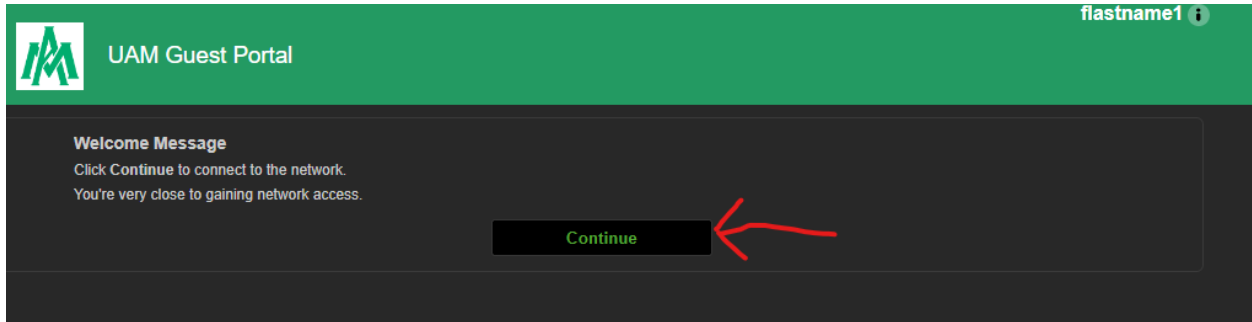 flastname1
UAM Guest Portal
Welcome Message
Click Continue to connect to the network.
You're very close to gaining network access.
Continue